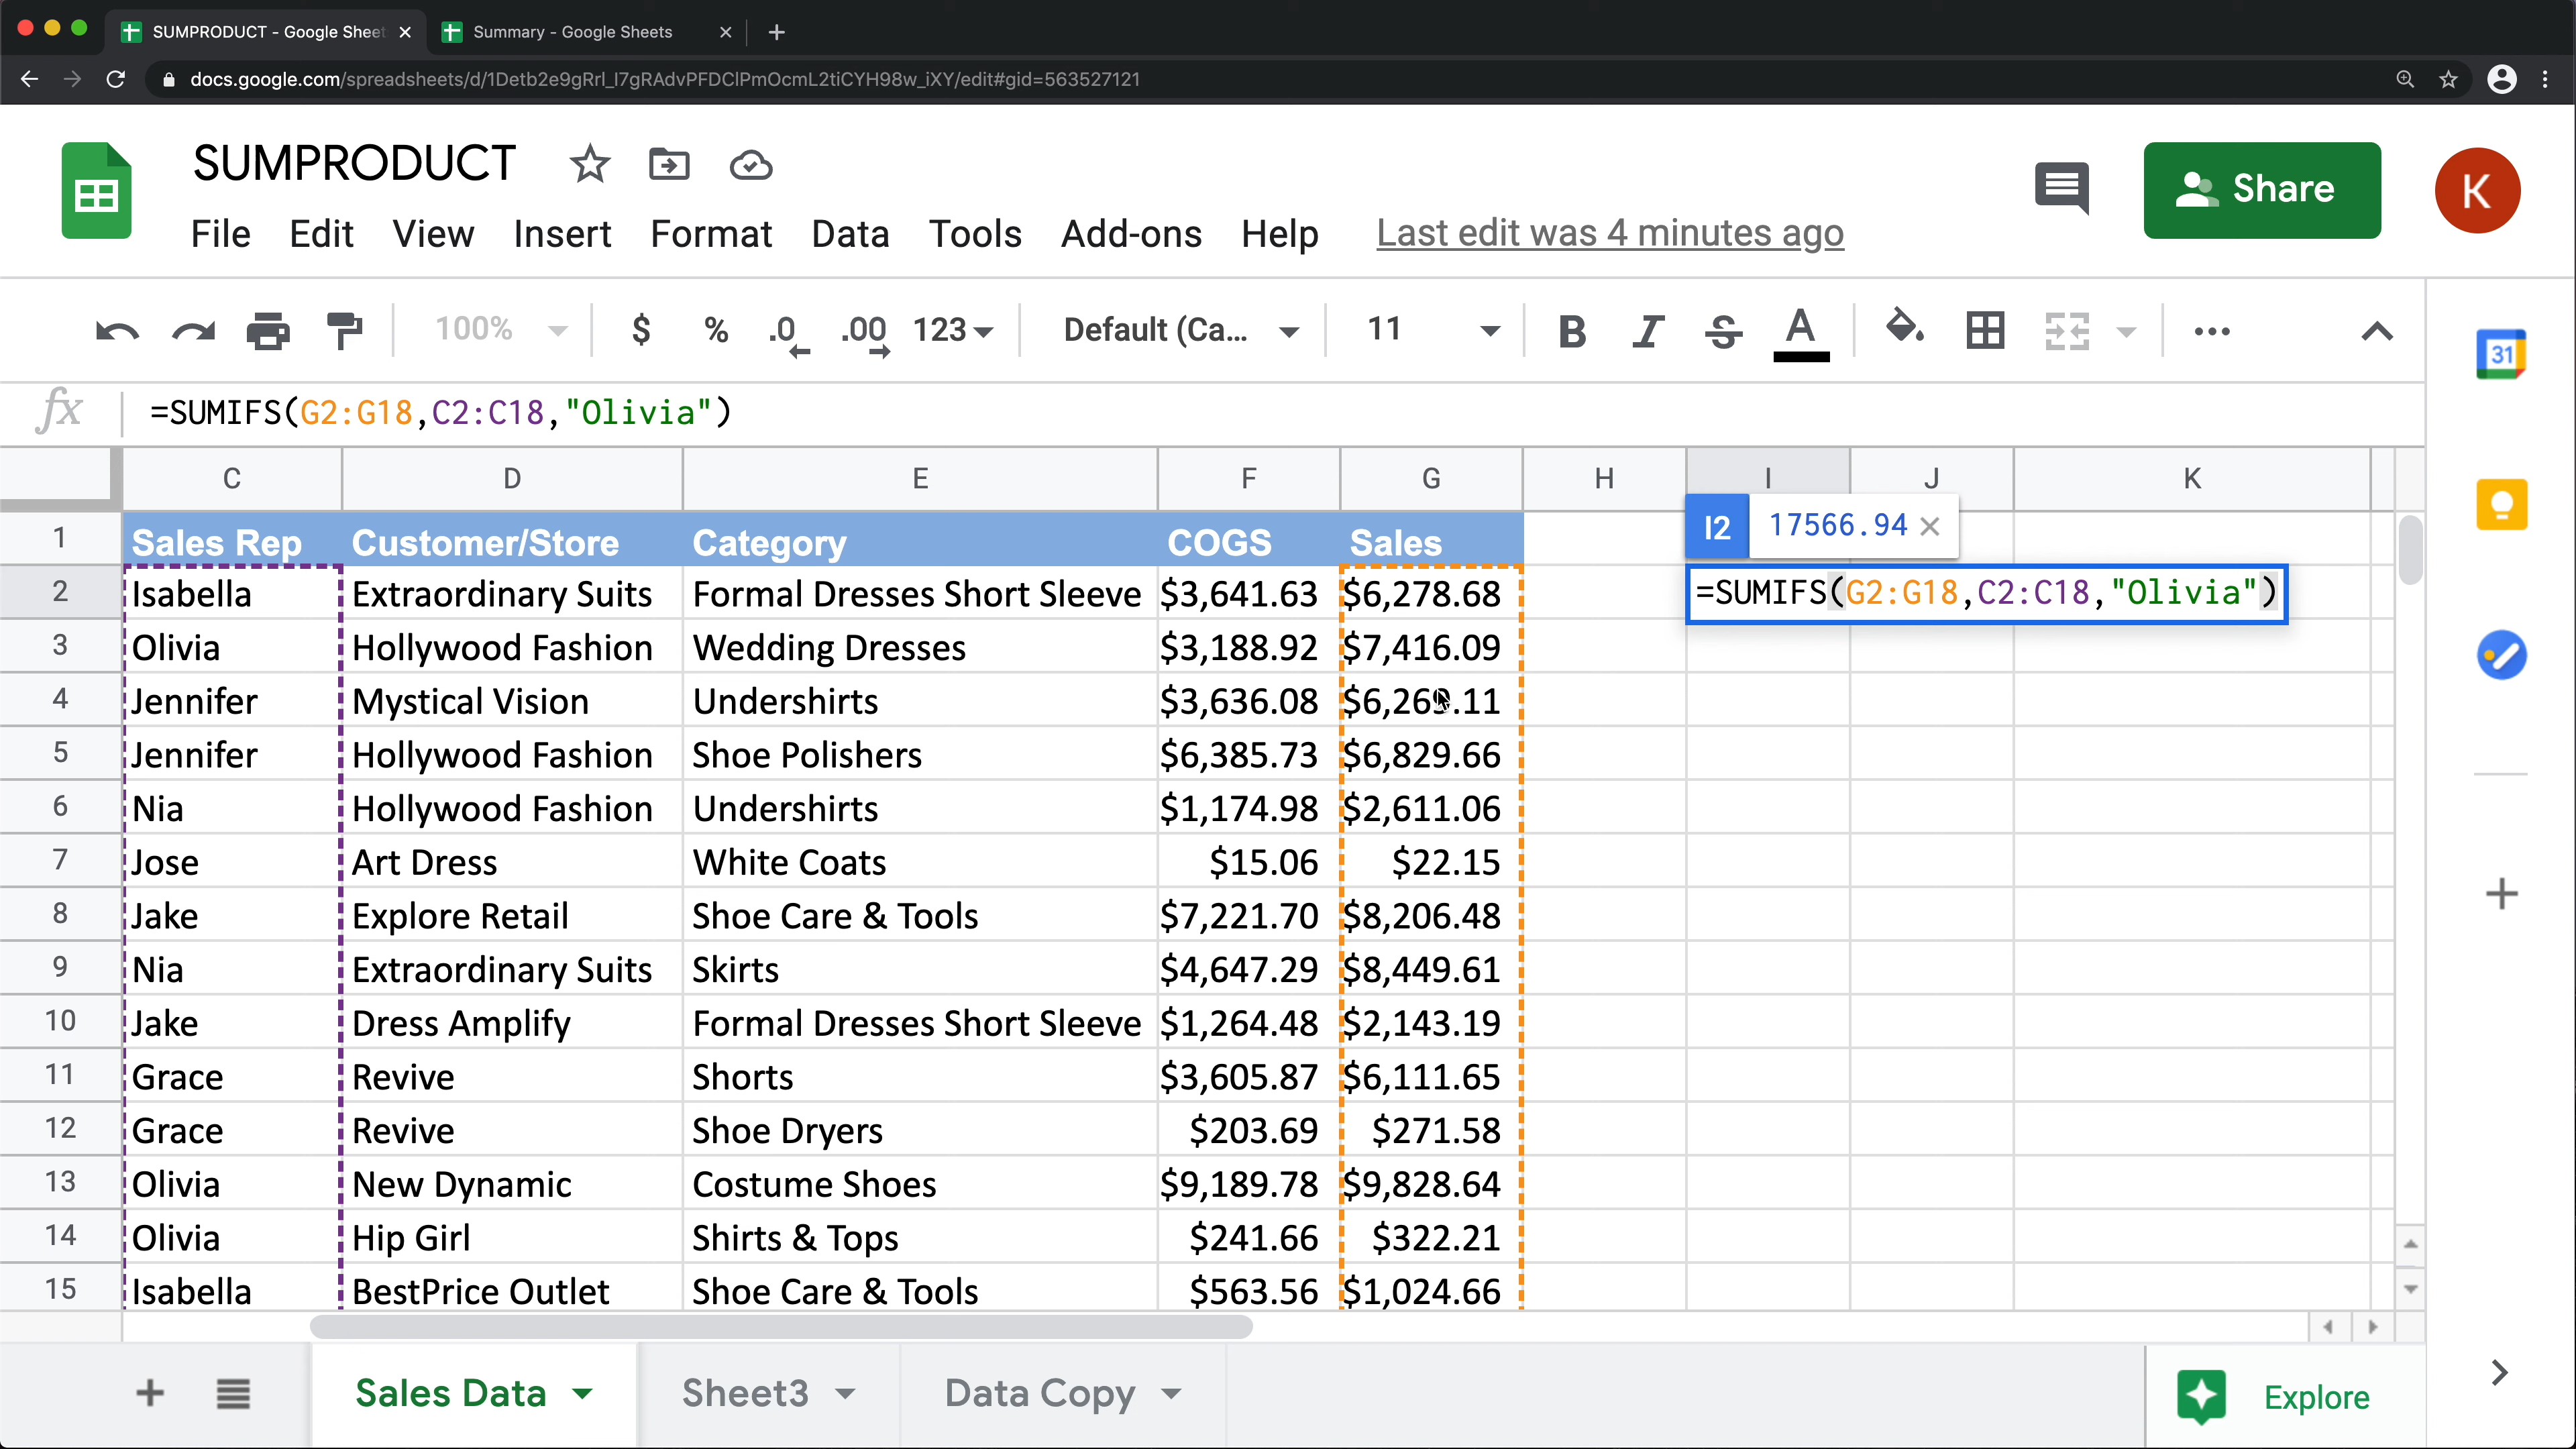 SUMPRODUCT - Google Sheet
Summary - Google Sheets
docs.google.com/spreadsheets/d/1Detb2e9gRrI_I7gRAdvPFDClPmOcmL2tiCYH98w_iXY/edit#gid=563527121
SUMPRODUCT
Share
K
File Edit View Insert Format Data Tools Add-ons Help Last edit was 4 minutes ago
100% $ % .0 .00 123 Default (Ca... 11 B I S A
31
fx =SUMIFS(G2:G18,C2:C18,"Olivia")
C D E F G H I J K
I2 17566.94
1 Sales Rep Customer/Store Category COGS Sales
2 Isabella Extraordinary Suits Formal Dresses Short Sleeve $3,641.63 $6,278.68 =SUMIFS(G2:G18,C2:C18,"Olivia")
3 Olivia Hollywood Fashion Wedding Dresses $3,188.92 $7,416.09
4 Jennifer Mystical Vision Undershirts $3,636.08 $6,269.11
5 Jennifer Hollywood Fashion Shoe Polishers $6,385.73 $6,829.66
6 Nia Hollywood Fashion Undershirts $1,174.98 $2,611.06
7 Jose Art Dress White Coats $15.06 $22.15
8 Jake Explore Retail Shoe Care & Tools $7,221.70 $8,206.48
9 Nia Extraordinary Suits Skirts $4,647.29 $8,449.61
10 Jake Dress Amplify Formal Dresses Short Sleeve $1,264.48 $2,143.19
11 Grace Revive Shorts $3,605.87 $6,111.65
12 Grace Revive Shoe Dryers $203.69 $271.58
13 Olivia New Dynamic Costume Shoes $9,189.78 $9,828.64
14 Olivia Hip Girl Shirts & Tops $241.66 $322.21
15 Isabella BestPrice Outlet Shoe Care & Tools $563.56 $1,024.66
Sales Data Sheet3 Data Copy Explore